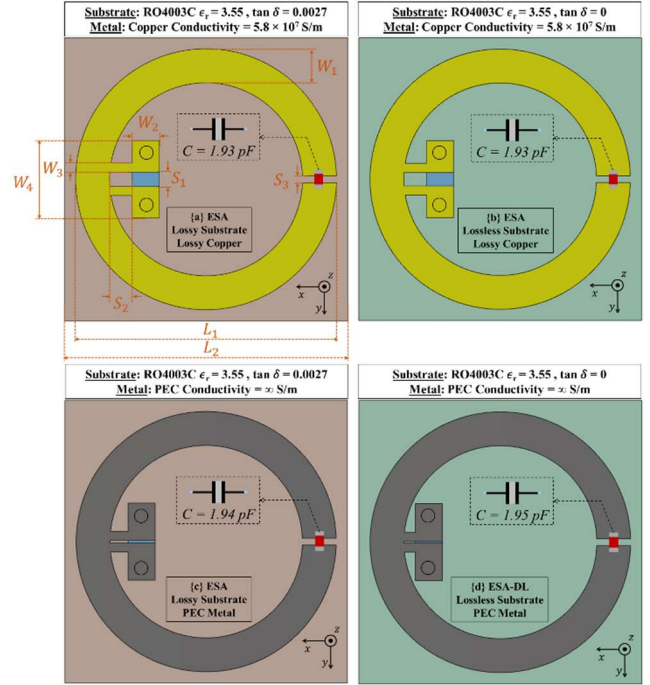 Substrate: RO4003C ϵr = 3.55 , tan δ = 0.0027
Metal: Copper Conductivity = 5.8 × 10⁷ S/m
W1
W2
C = 1.93 pF
W3
W4
S1
S3
{a} ESA
Lossy Substrate
Lossy Copper
S2
z
x
y
L1
L2
Substrate: RO4003C ϵr = 3.55 , tan δ = 0
Metal: Copper Conductivity = 5.8 × 10⁷ S/m
C = 1.93 pF
{b} ESA
Lossless Substrate
Lossy Copper
z
x
y
Substrate: RO4003C ϵr = 3.55 , tan δ = 0.0027
Metal: PEC Conductivity = ∞ S/m
C = 1.94 pF
{c} ESA
Lossy Substrate
PEC Metal
z
x
y
Substrate: RO4003C ϵr = 3.55 , tan δ = 0
Metal: PEC Conductivity = ∞ S/m
C = 1.95 pF
{d} ESA-DL
Lossless Substrate
PEC Metal
z
x
y